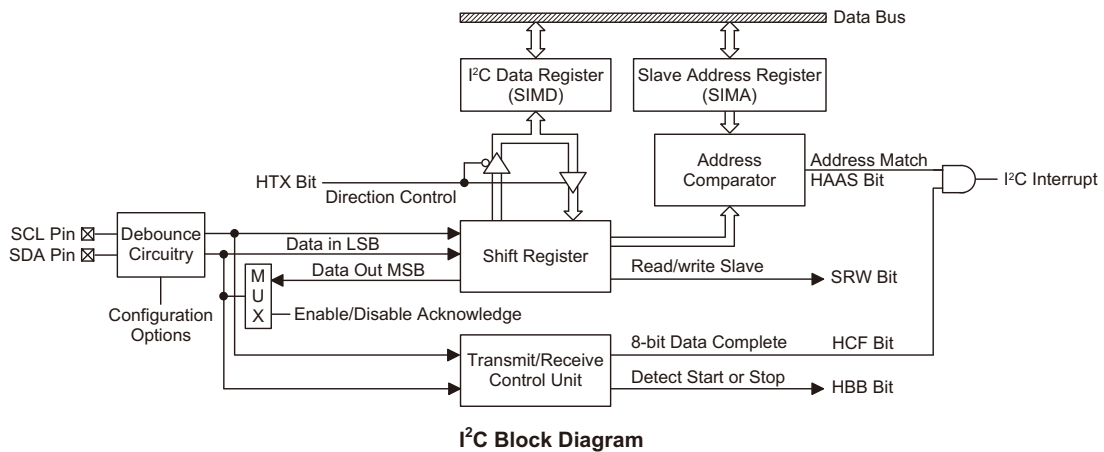 Data Bus
I²C Data Register
(SIMD)
Slave Address Register
(SIMA)
HTX Bit
Direction Control
Address
Comparator
Address Match
HAAS Bit
I²C Interrupt
SCL Pin
SDA Pin
Debounce
Circuitry
Data in LSB
Shift Register
Data Out MSB
Read/write Slave
SRW Bit
M
U
X
Enable/Disable Acknowledge
Configuration
Options
Transmit/Receive
Control Unit
8-bit Data Complete
HCF Bit
Detect Start or Stop
HBB Bit
I²C Block Diagram